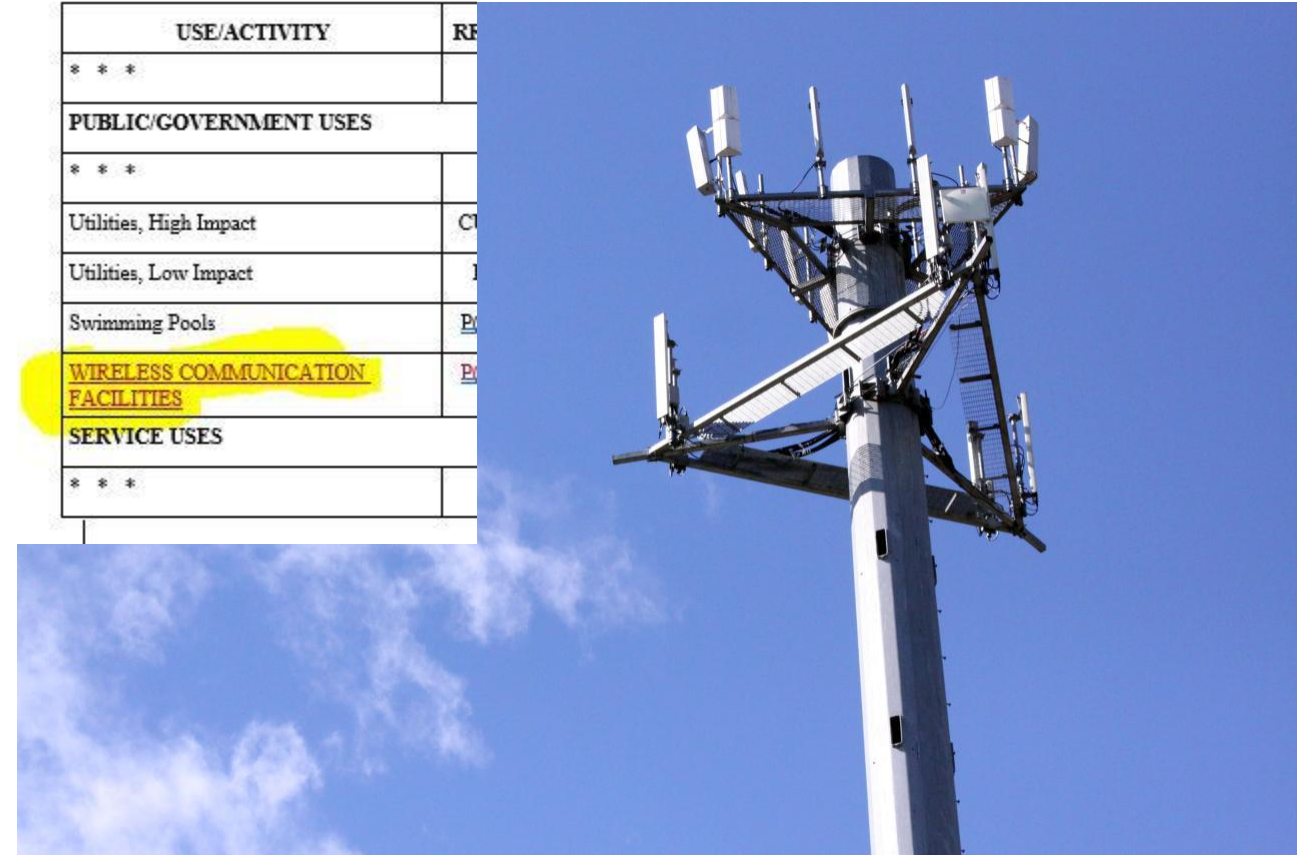 USE/ACTIVITY
* * *
PUBLIC/GOVERNMENT USES
* * *
Utilities, High Impact
Utilities, Low Impact
Swimming Pools
WIRELESS COMMUNICATION
FACILITIES
SERVICE USES
* * *